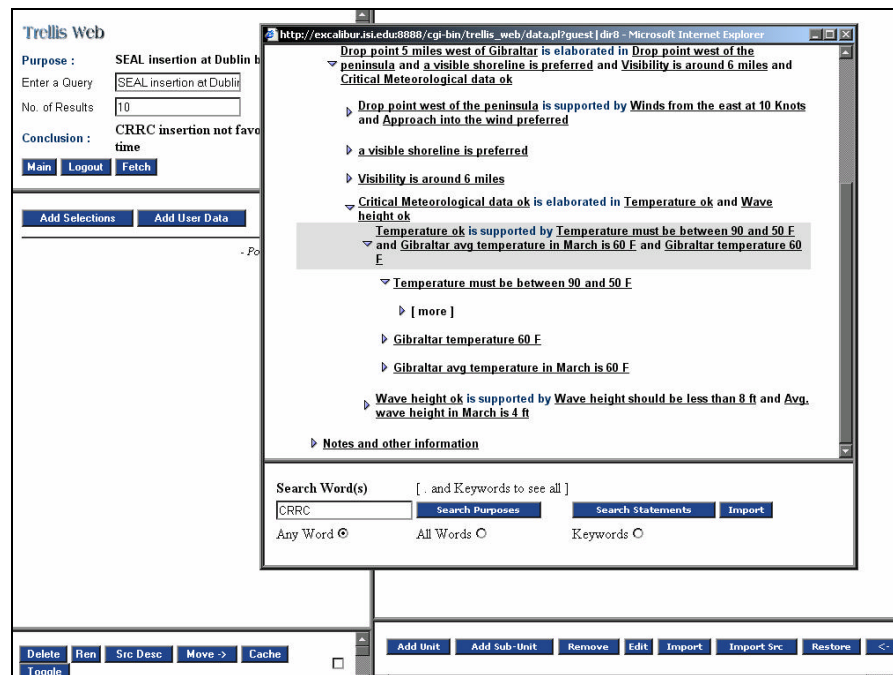 Trellis Web
Purpose :
SEAL insertion at Dublin b
Enter a Query
SEAL insertion at Dublin
No. of Results
10
Conclusion :
CRRC insertion not favo
time
Main
Logout
Fetch
Add Selections
Add User Data
- Po
http://excalibur.isi.edu:8888/cgi-bin/trellis_web/data.pl?guest|dir8 - Microsoft Internet Explorer
Drop point 5 miles west of Gibraltar is elaborated in Drop point west of the
peninsula and a visible shoreline is preferred and Visibility is around 6 miles and
Critical Meteorological data ok
Drop point west of the peninsula is supported by Winds from the east at 10 Knots
and Approach into the wind preferred
a visible shoreline is preferred
Visibility is around 6 miles
Critical Meteorological data ok is elaborated in Temperature ok and Wave
height ok
Temperature ok is supported by Temperature must be between 90 and 50 F
and Gibraltar avg temperature in March is 60 F and Gibraltar temperature 60
F
Temperature must be between 90 and 50 F
[ more ]
Gibraltar temperature 60 F
Gibraltar avg temperature in March is 60 F
Wave height ok is supported by Wave height should be less than 8 ft and Avg.
wave height in March is 4 ft
Notes and other information
Search Word(s)
[ . and Keywords to see all ]
CRRC
Search Purposes
Search Statements
Import
Any Word
All Words
Keywords
Delete
Ren
Src Desc
Move ->
Cache
Toggle
Add Unit
Add Sub-Unit
Remove
Edit
Import
Import Src
Restore
<-